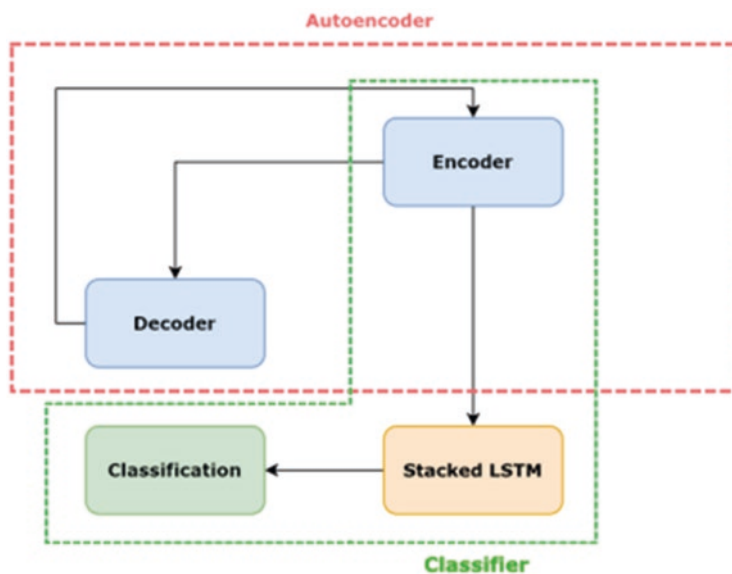 Autoencoder
Encoder
Decoder
Classification
Stacked LSTM
Classifier